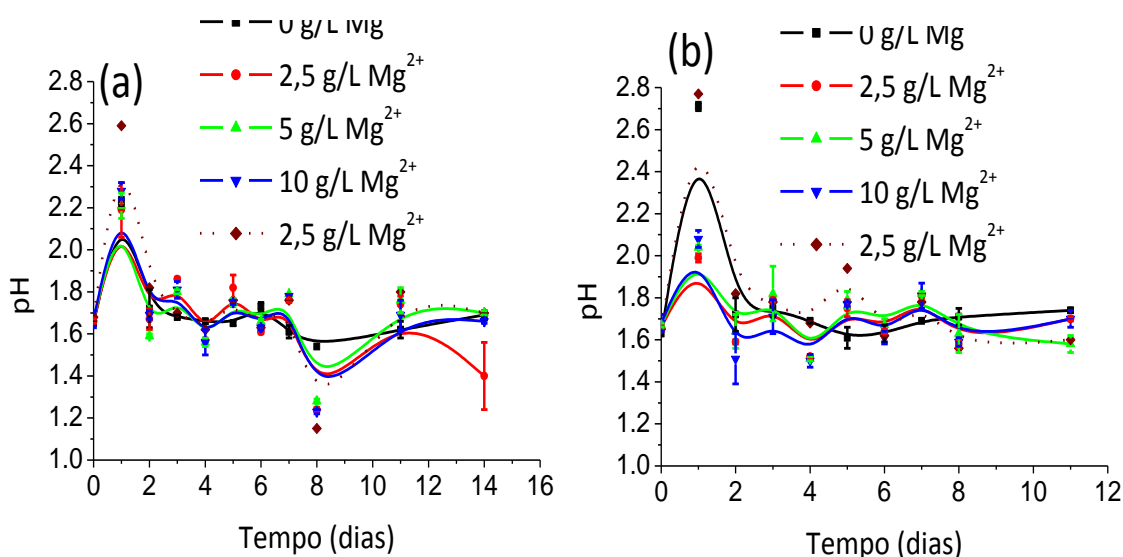 (a)
0 g/L Mg
2,5 g/L Mg2+
5 g/L Mg2+
10 g/L Mg2+
2,5 g/L Mg2+
pH
2.8
2.6
2.4
2.2
2.0
1.8
1.6
1.4
1.2
1.0
0 2 4 6 8 10 12 14 16
Tempo (dias)
(b)
0 g/L Mg
2,5 g/L Mg2+
5 g/L Mg2+
10 g/L Mg2+
2,5 g/L Mg2+
pH
2.8
2.6
2.4
2.2
2.0
1.8
1.6
1.4
1.2
1.0
0 2 4 6 8 10 12
Tempo (dias)